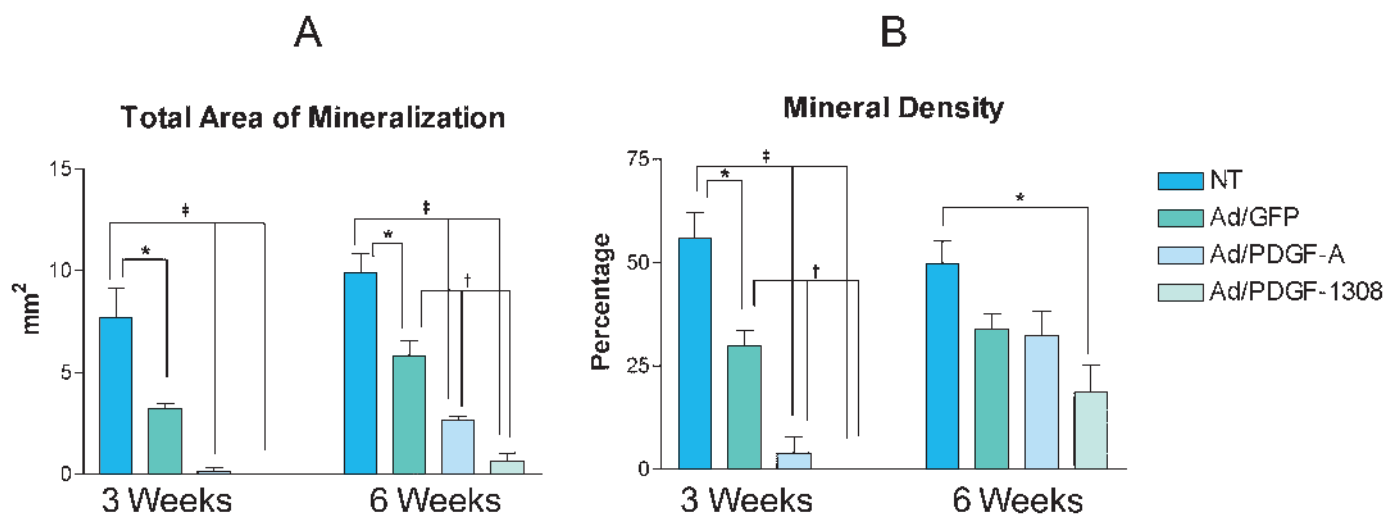 A
B
Total Area of Mineralization
Mineral Density
15
10
5
0
mm²
‡
*
‡
*
†
3 Weeks
6 Weeks
75
50
25
0
Percentage
‡
*
†
*
3 Weeks
6 Weeks
NT
Ad/GFP
Ad/PDGF-A
Ad/PDGF-1308